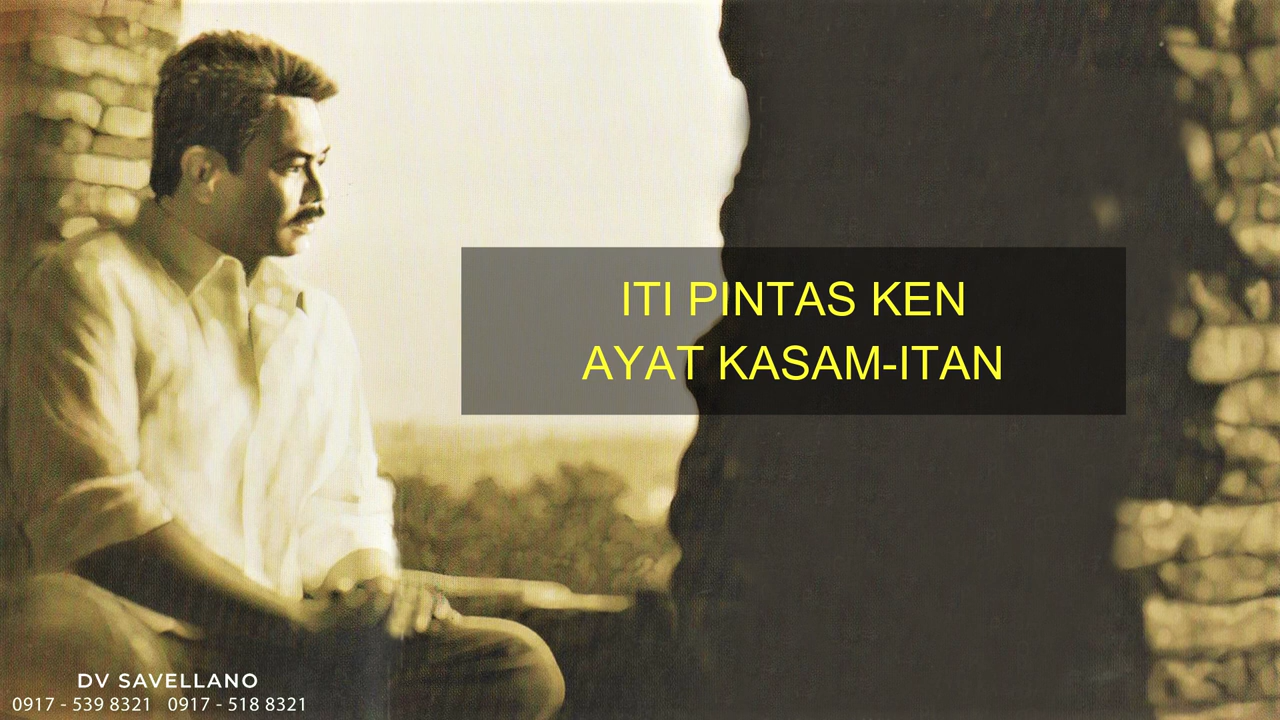 ITI PINTAS KEN
AYAT KASAM-ITAN
DV SAVELLANO
0917 - 539 8321   0917 - 518 8321